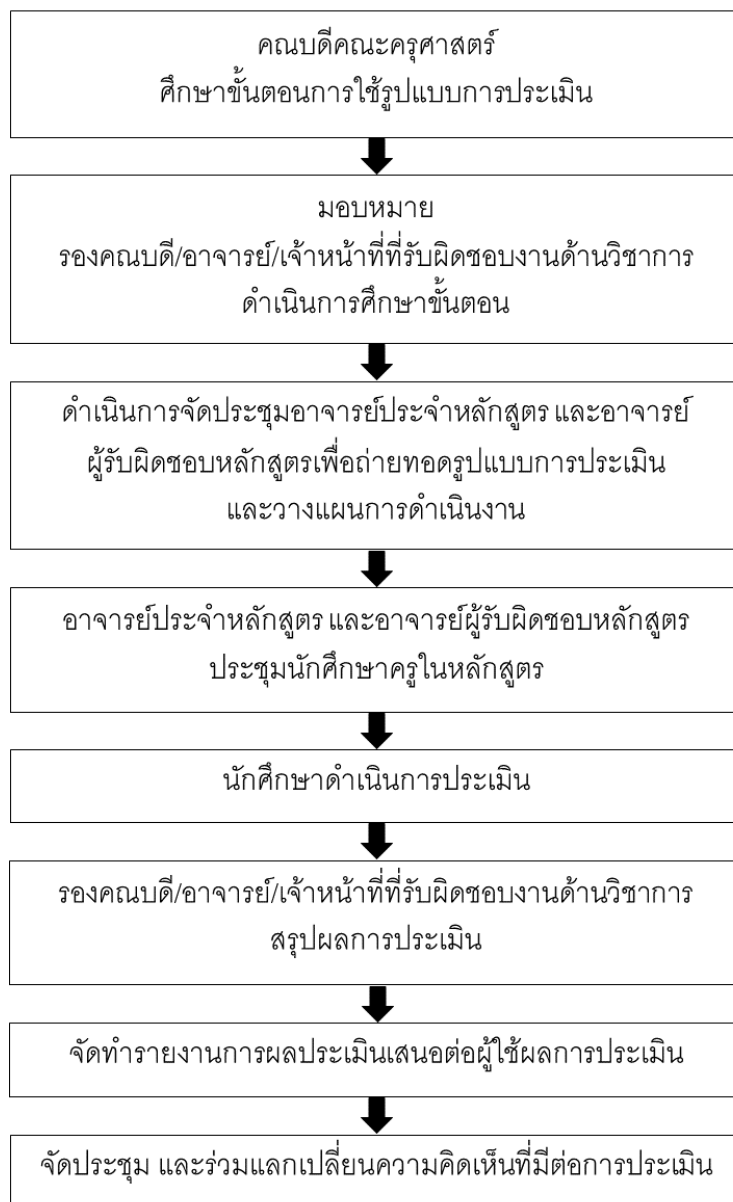 คณบดีคณะครุศาสตร์
ศึกษาขั้นตอนการใช้รูปแบบการประเมิน
มอบหมาย
รองคณบดี/อาจารย์/เจ้าหน้าที่ที่รับผิดชอบงานด้านวิชาการ
ดำเนินการศึกษาขั้นตอน
ดำเนินการจัดประชุมอาจารย์ประจำหลักสูตร และอาจารย์
ผู้รับผิดชอบหลักสูตรเพื่อถ่ายทอดรูปแบบการประเมิน
และวางแผนการดำเนินงาน
อาจารย์ประจำหลักสูตร และอาจารย์ผู้รับผิดชอบหลักสูตร
ประชุมนักศึกษาครูในหลักสูตร
นักศึกษาดำเนินการประเมิน
รองคณบดี/อาจารย์/เจ้าหน้าที่ที่รับผิดชอบงานด้านวิชาการ
สรุปผลการประเมิน
จัดทำรายงานการผลประเมินเสนอต่อผู้ใช้ผลการประเมิน
จัดประชุม และร่วมแลกเปลี่ยนความคิดเห็นที่มีต่อการประเมิน